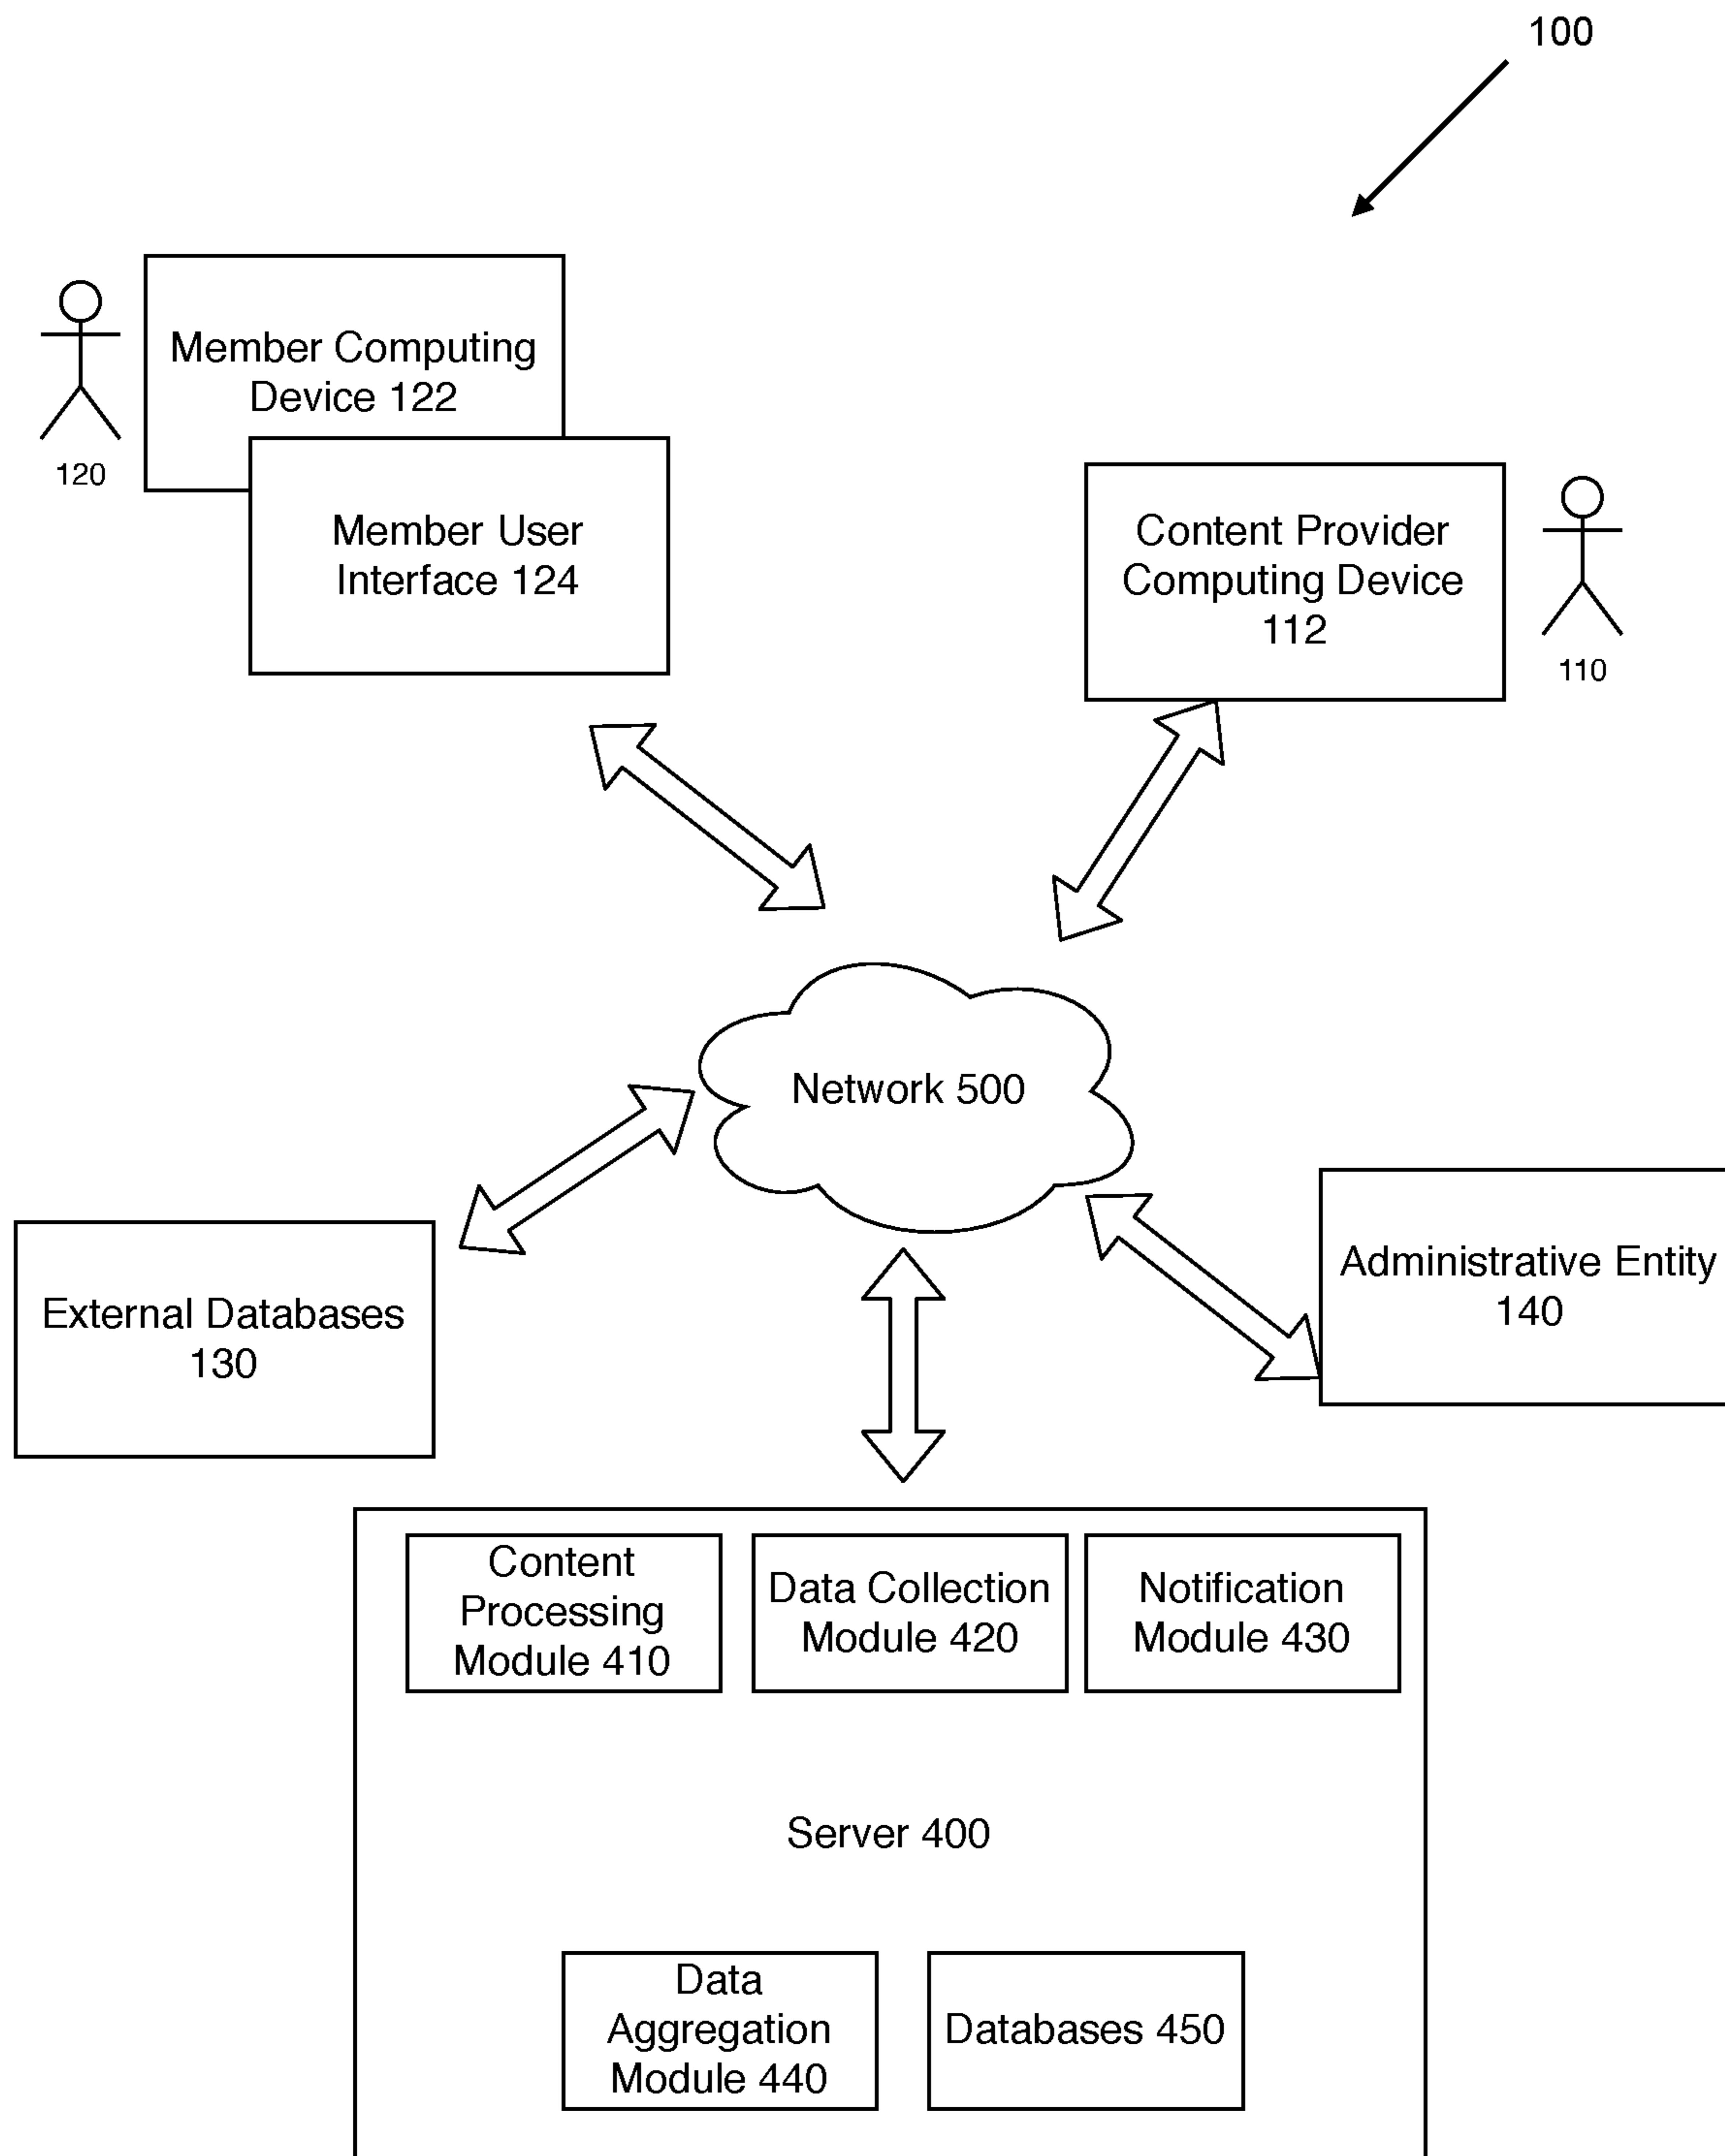 100
Member Computing
Device 122
120
Member User
Interface 124
Content Provider
Computing Device
112
110
Network 500
External Databases
130
Administrative Entity
140
Content
Processing
Module 410
Data Collection
Module 420
Notification
Module 430
Server 400
Data
Aggregation
Module 440
Databases 450